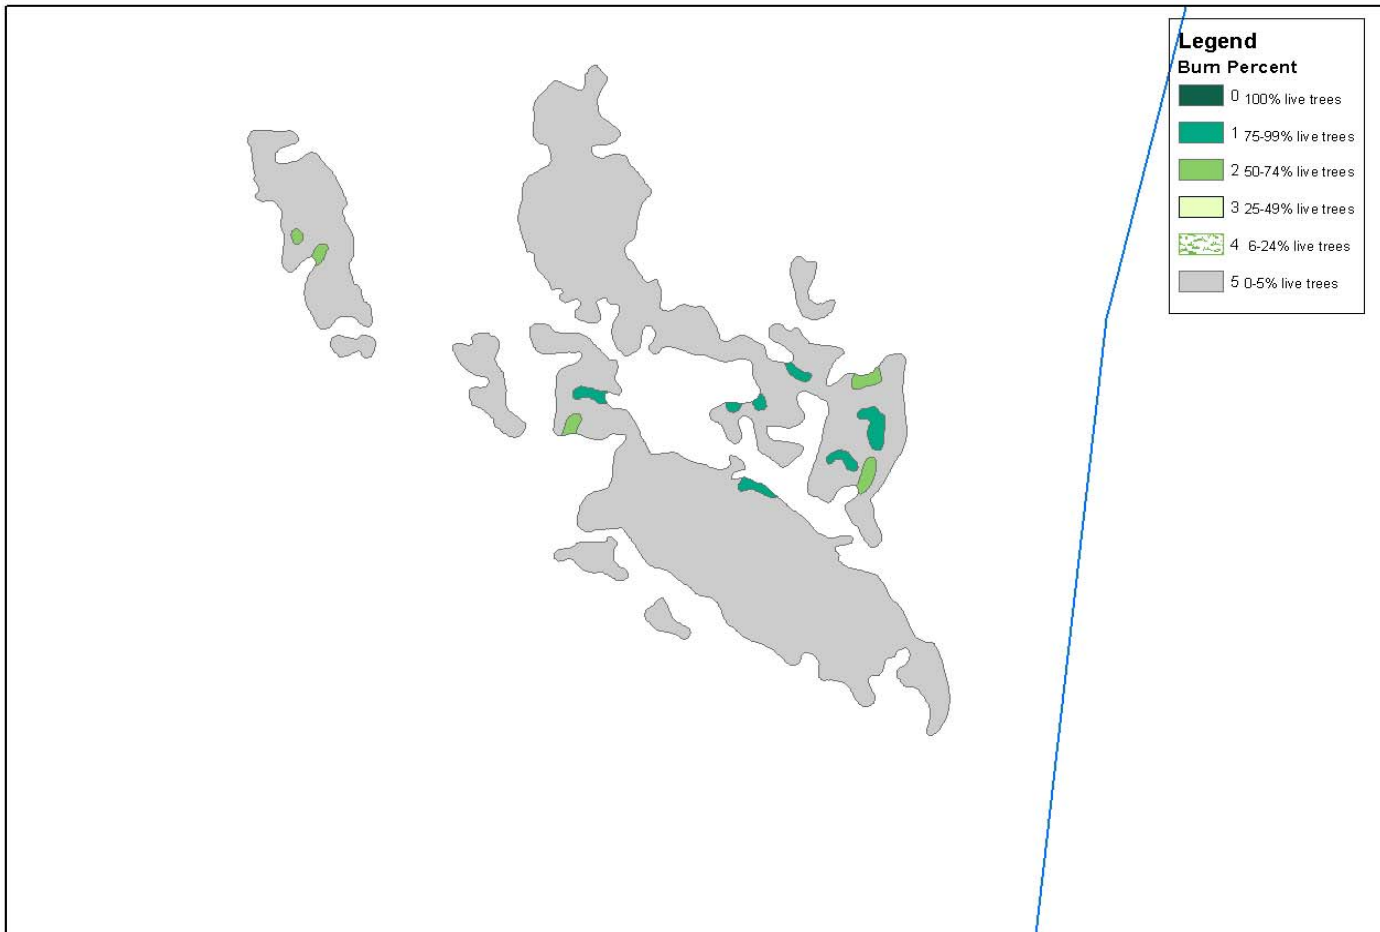 Legend
Burn Percent
0 100% live trees
1 75-99% live trees
2 50-74% live trees
3 25-49% live trees
4 6-24% live trees
5 0-5% live trees